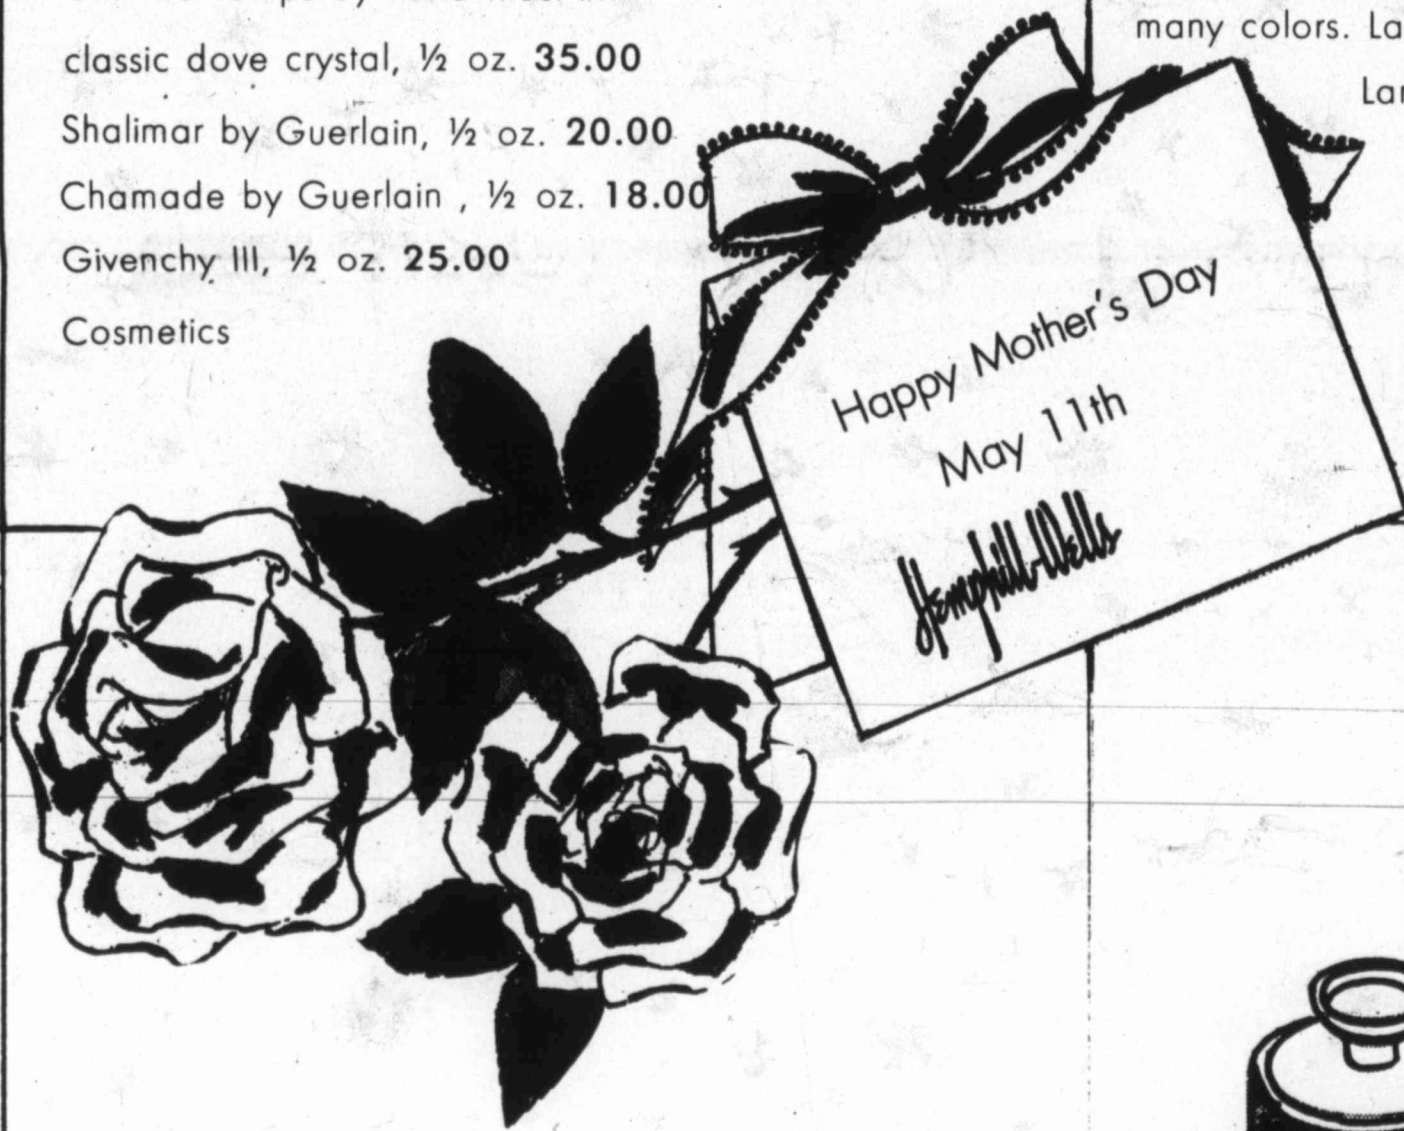 classic dove crystal, ½ oz. 35.00
Shalimar by Guerlain, ½ oz. 20.00
Chamade by Guerlain , ½ oz. 18.00
Givenchy III, ½ oz. 25.00
Cosmetics
many colors. La
Lar
Happy Mother's Day
May 11th
Hemphill-Wells